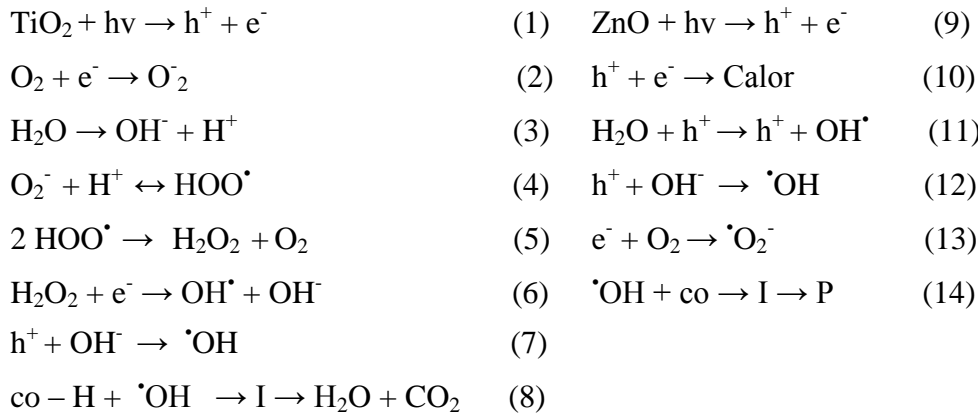 TiO₂ + hv → h⁺ + e⁻ (1)
O₂ + e⁻ → O⁻₂ (2)
H₂O → OH⁻ + H⁺ (3)
O₂⁻ + H⁺ ↔ HOO• (4)
2 HOO• → H₂O₂ + O₂ (5)
H₂O₂ + e⁻ → OH• + OH⁻ (6)
h⁺ + OH⁻ → •OH (7)
co – H + •OH → I → H₂O + CO₂ (8)
ZnO + hv → h⁺ + e⁻ (9)
h⁺ + e⁻ → Calor (10)
H₂O + h⁺ → h⁺ + OH• (11)
h⁺ + OH⁻ → •OH (12)
e⁻ + O₂ → •O₂⁻ (13)
•OH + co → I → P (14)